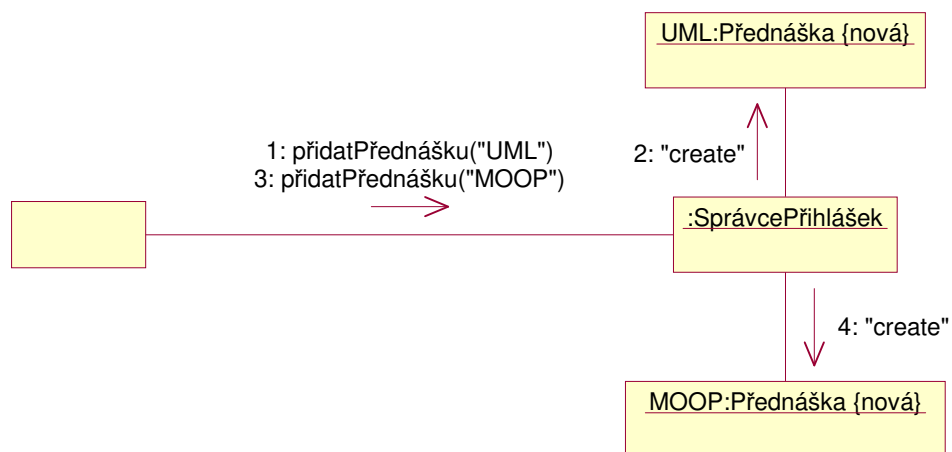 UML:Přednáška {nová}
1: přidatPřednášku("UML")
2: "create"
3: přidatPřednášku("MOOP")
:SprávcePřihlášek
4: "create"
MOOP:Přednáška {nová}